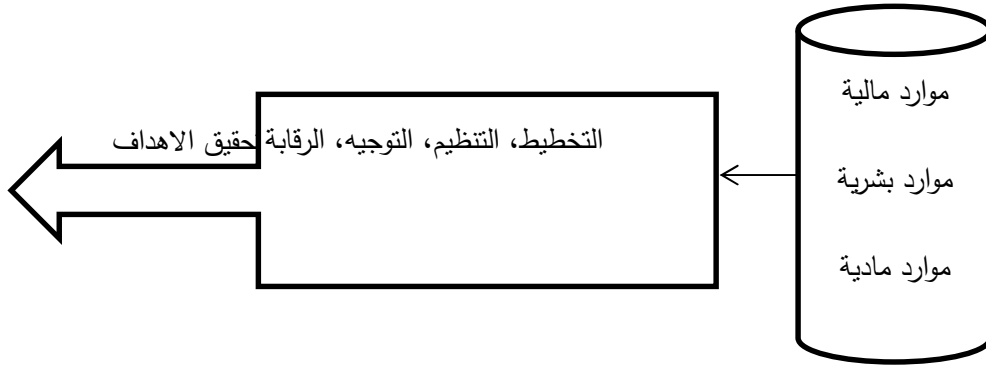 موارد مالية
التخطيط، التنظيم، التوجيه، الرقابة تحقيق الاهداف
موارد بشرية
موارد مادية